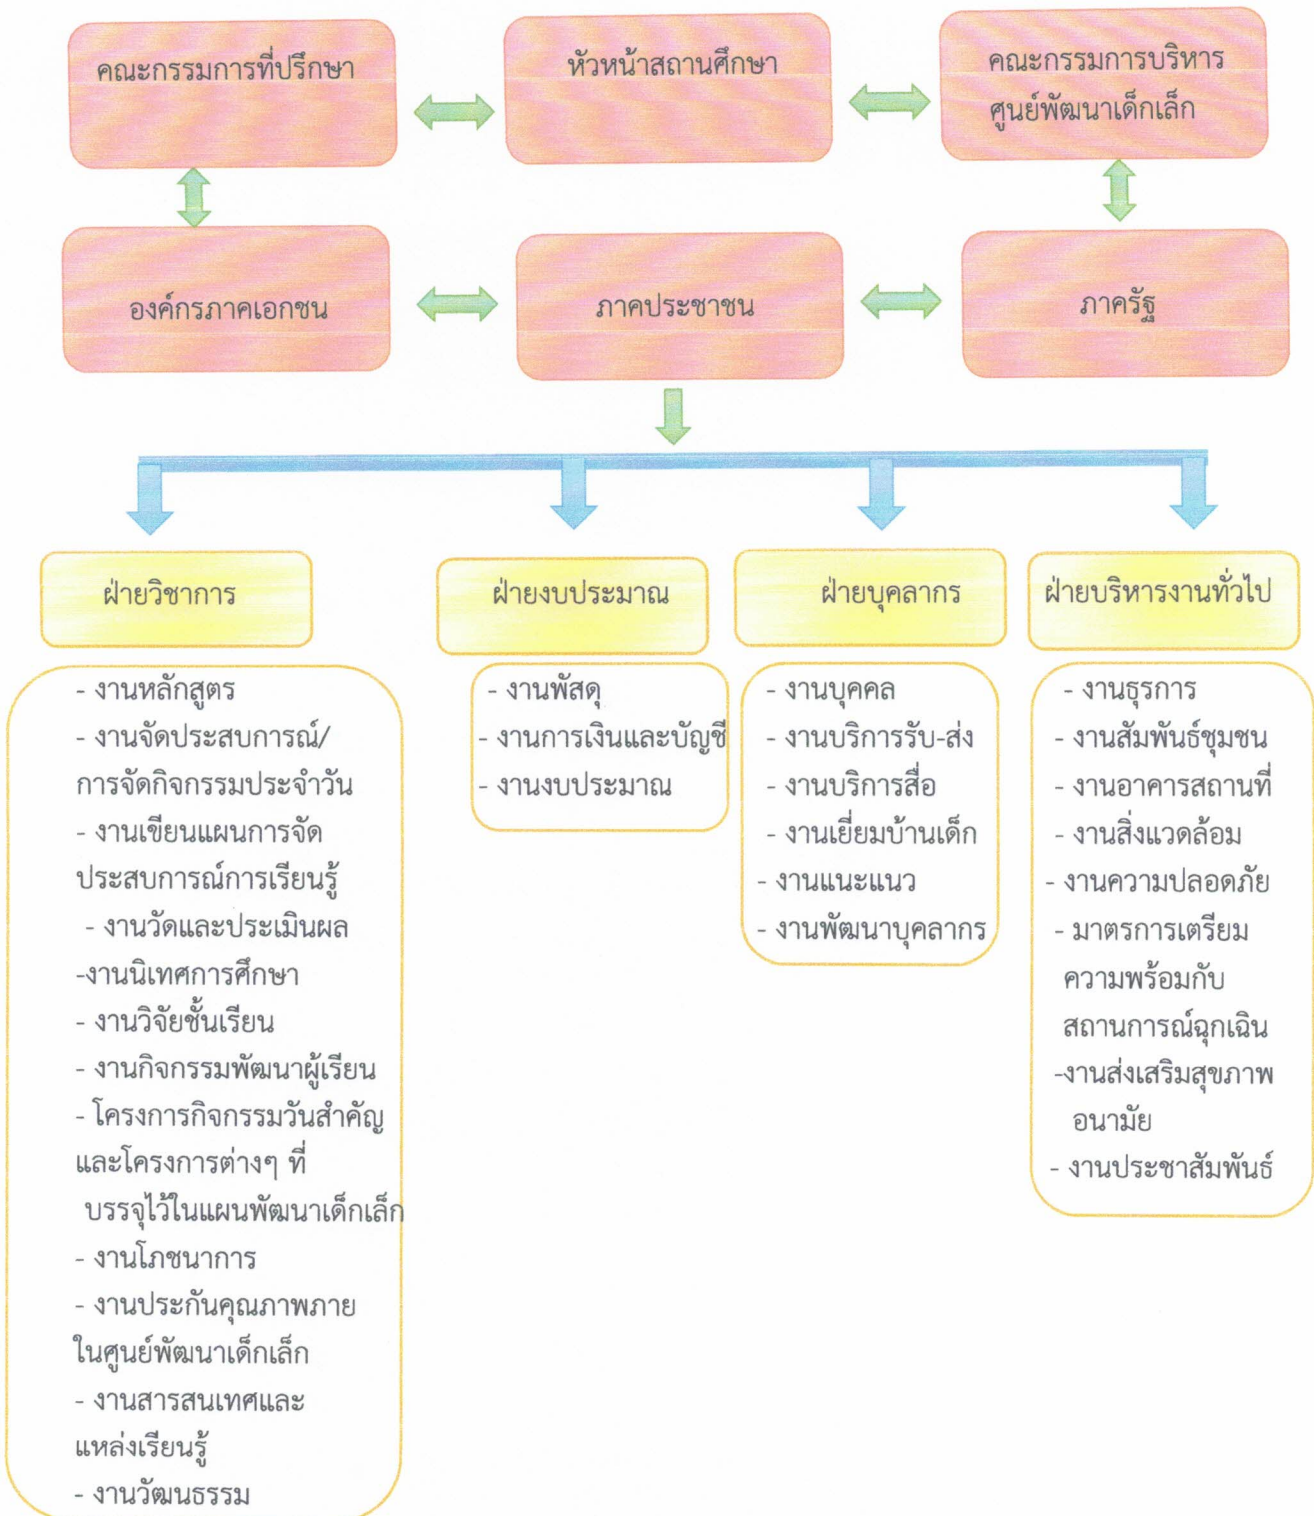 คณะกรรมการที่ปรึกษา
หัวหน้าสถานศึกษา
คณะกรรมการบริหาร
ศูนย์พัฒนาเด็กเล็ก
องค์กรภาคเอกชน
ภาคประชาชน
ภาครัฐ
ฝ่ายวิชาการ
- งานหลักสูตร
- งานจัดประสบการณ์/
การจัดกิจกรรมประจำวัน
- งานเขียนแผนการจัด
ประสบการณ์การเรียนรู้
- งานวัดและประเมินผล
-งานนิเทศการศึกษา
- งานวิจัยชั้นเรียน
- งานกิจกรรมพัฒนาผู้เรียน
- โครงการกิจกรรมวันสำคัญ
และโครงการต่างๆ ที่
บรรจุไว้ในแผนพัฒนาเด็กเล็ก
- งานโภชนาการ
- งานประกันคุณภาพภาย
ในศูนย์พัฒนาเด็กเล็ก
- งานสารสนเทศและ
แหล่งเรียนรู้
- งานวัฒนธรรม
ฝ่ายงบประมาณ
- งานพัสดุ
- งานการเงินและบัญชี
- งานงบประมาณ
ฝ่ายบุคลากร
- งานบุคคล
- งานบริการรับ-ส่ง
- งานบริการสื่อ
- งานเยี่ยมบ้านเด็ก
- งานแนะแนว
- งานพัฒนาบุคลากร
ฝ่ายบริหารงานทั่วไป
- งานธุรการ
- งานสัมพันธ์ชุมชน
- งานอาคารสถานที่
- งานสิ่งแวดล้อม
- งานความปลอดภัย
- มาตรการเตรียม
ความพร้อมกับ
สถานการณ์ฉุกเฉิน
-งานส่งเสริมสุขภาพ
อนามัย
- งานประชาสัมพันธ์